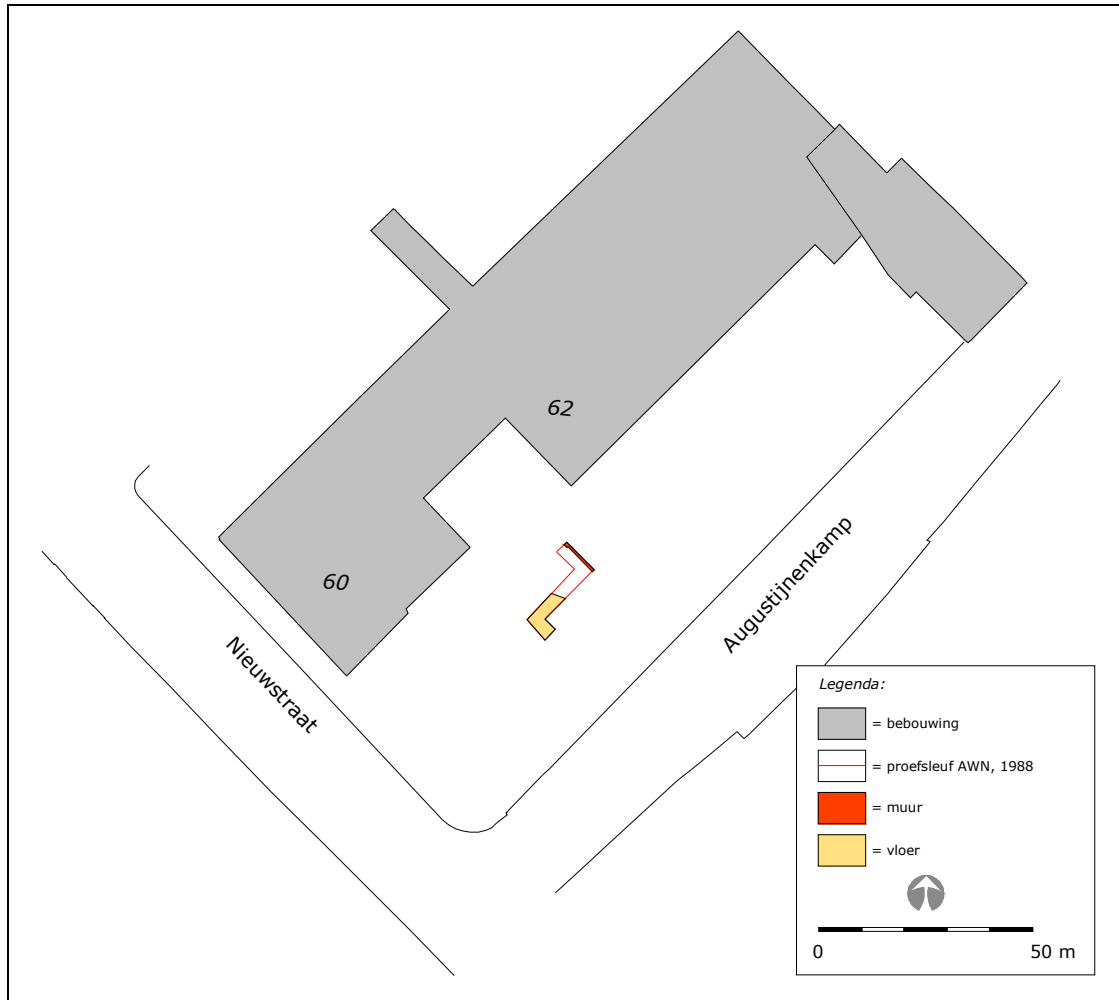 62
60
Nieuwstraat
Augustijnenkamp
Legenda:
= bebouwing
= proefsleuf AWN, 1988
= muur
= vloer
0 50 m